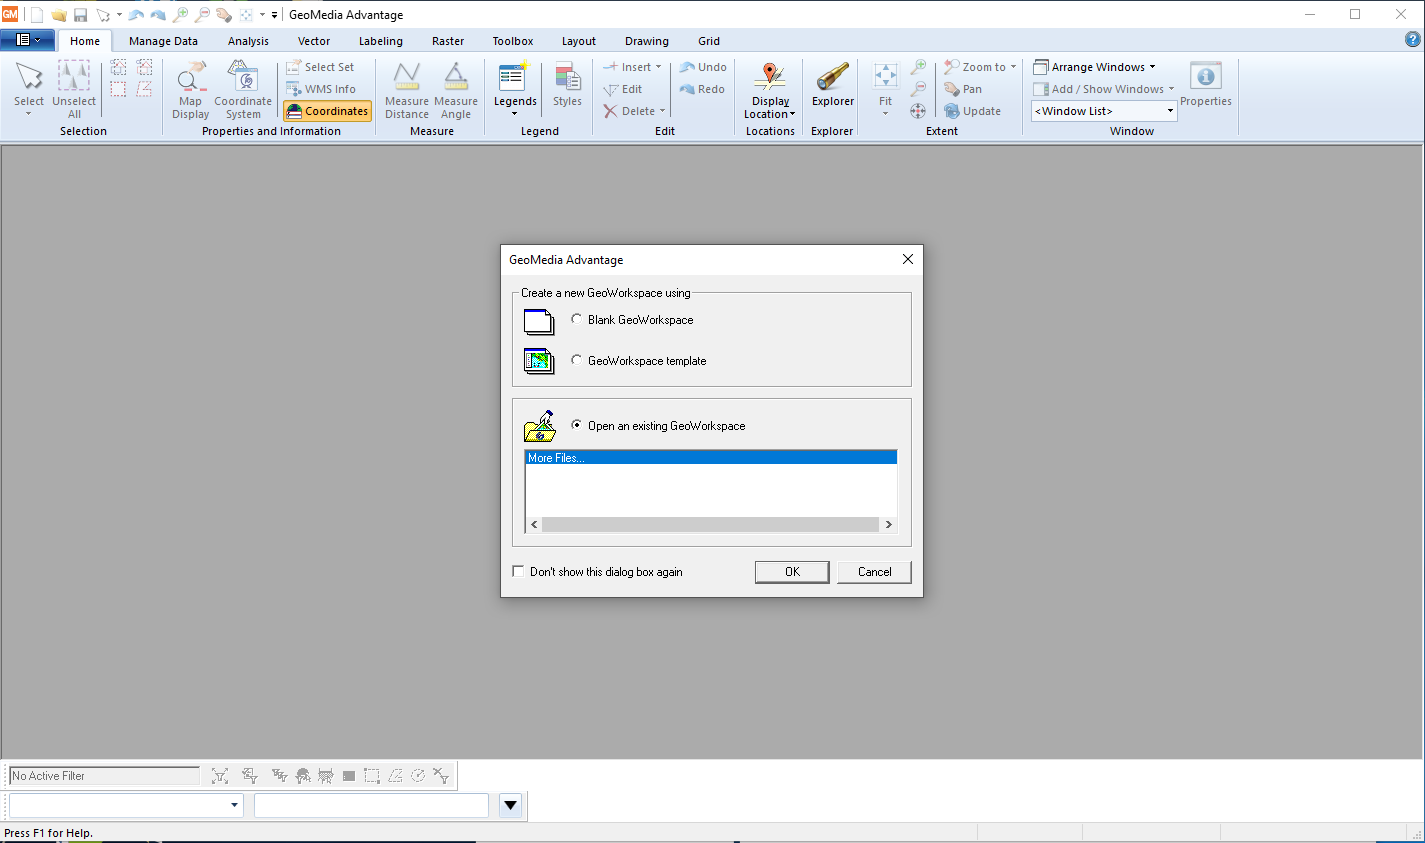 GM GeoMedia Advantage
Home Manage Data Analysis Vector Labeling Raster Toolbox Layout Drawing Grid
Select
Unselect All
Selection
Map Display
Coordinate System
Select Set
WMS Info
Coordinates
Properties and Information
Measure Distance
Measure Angle
Measure
Legends
Styles
Legend
Insert
Edit
Delete
Undo
Redo
Edit
Display Location
Locations
Explorer
Explorer
Fit
Zoom to
Pan
Update
Extent
Arrange Windows
Add / Show Windows
<Window List>
Properties
Window
GeoMedia Advantage
Create a new GeoWorkspace using
Blank GeoWorkspace
GeoWorkspace template
Open an existing GeoWorkspace
More Files...
Don't show this dialog box again
OK Cancel
No Active Filter
Press F1 for Help.